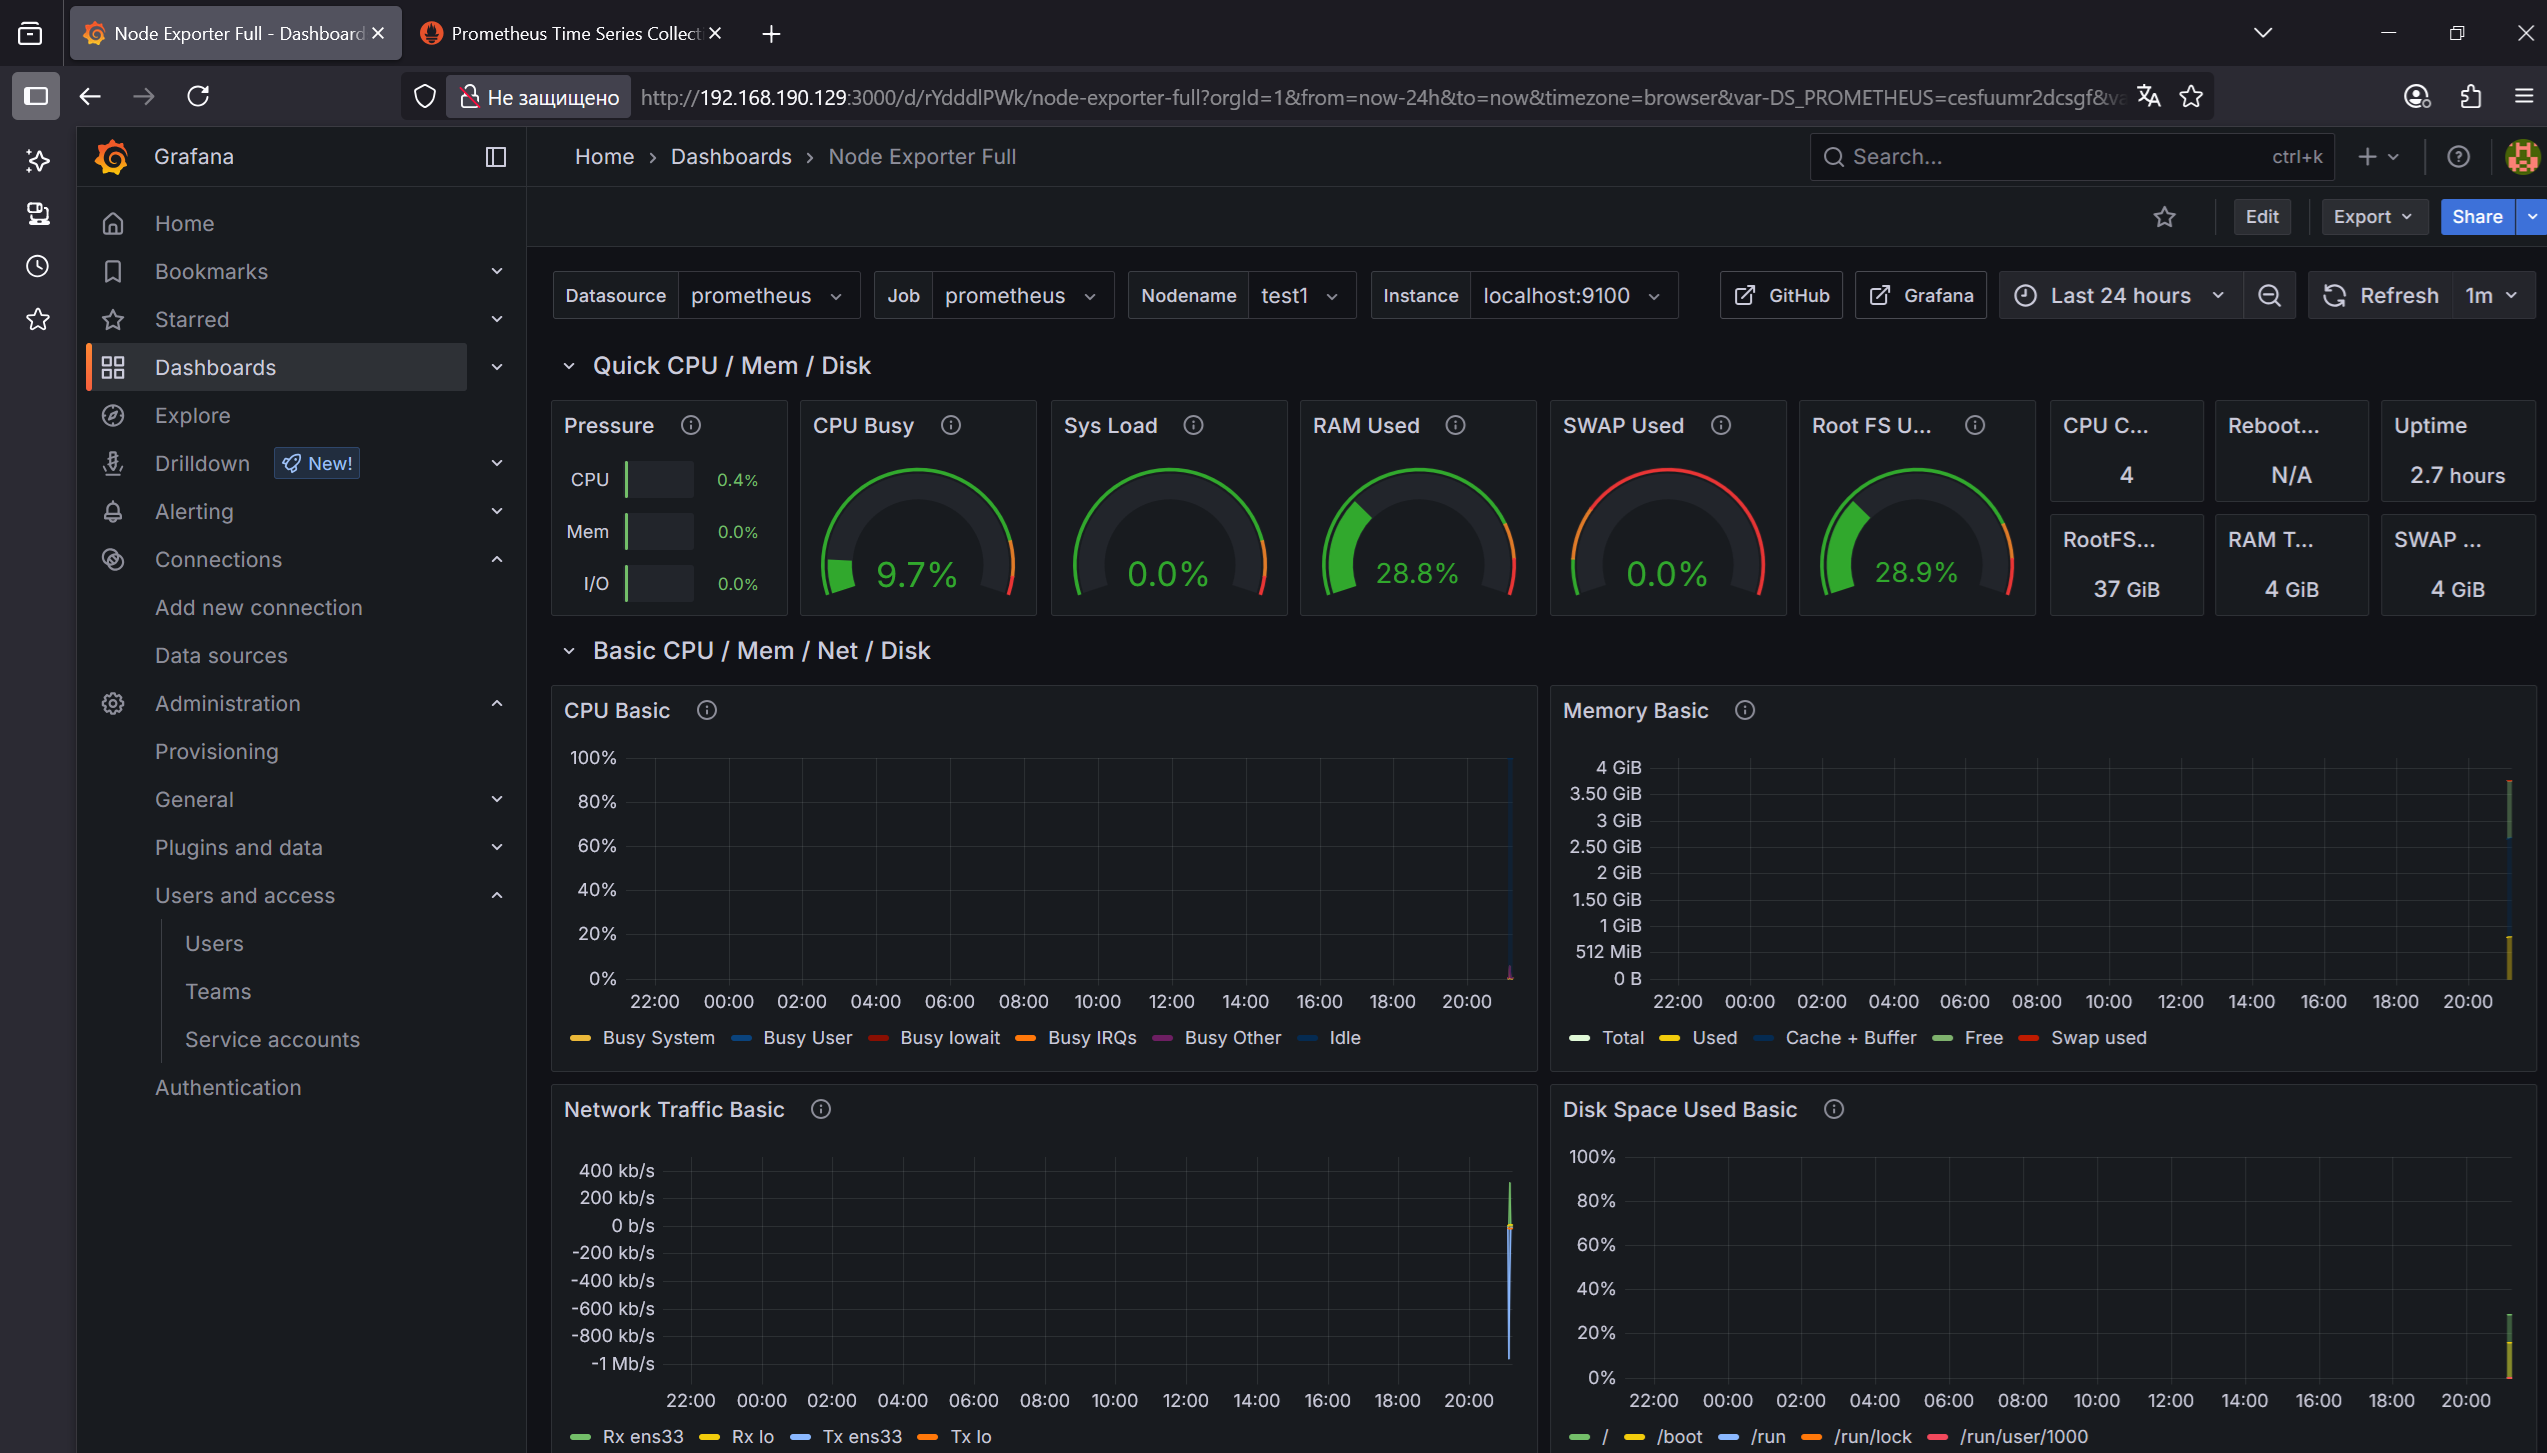 Node Exporter Full - Dashboard
Prometheus Time Series Collect
Не защищено http://192.168.190.129:3000/d/rYdddlPWk/node-exporter-full?orgId=1&from=now-24h&to=now&timezone=browser&var-DS_PROMETHEUS=cesfuumr2dcsgf&va
Grafana
Home › Dashboards › Node Exporter Full
Search... ctrl+k
Home
Bookmarks
Starred
Dashboards
Explore
Drilldown New!
Alerting
Connections
Add new connection
Data sources
Administration
Provisioning
General
Plugins and data
Users and access
Users
Teams
Service accounts
Authentication
Edit Export Share
Datasource prometheus Job prometheus Nodename test1 Instance localhost:9100 GitHub Grafana Last 24 hours Refresh 1m
Quick CPU / Mem / Disk
Pressure
CPU 0.4%
Mem 0.0%
I/O 0.0%
CPU Busy
9.7%
Sys Load
0.0%
RAM Used
28.8%
SWAP Used
0.0%
Root FS U...
28.9%
CPU C...
4
Reboot...
N/A
Uptime
2.7 hours
RootFS...
37 GiB
RAM T...
4 GiB
SWAP ...
4 GiB
Basic CPU / Mem / Net / Disk
CPU Basic
100%
80%
60%
40%
20%
0%
22:00 00:00 02:00 04:00 06:00 08:00 10:00 12:00 14:00 16:00 18:00 20:00
Busy System Busy User Busy Iowait Busy IRQs Busy Other Idle
Memory Basic
4 GiB
3.50 GiB
3 GiB
2.50 GiB
2 GiB
1.50 GiB
1 GiB
512 MiB
0 B
22:00 00:00 02:00 04:00 06:00 08:00 10:00 12:00 14:00 16:00 18:00 20:00
Total Used Cache + Buffer Free Swap used
Network Traffic Basic
400 kb/s
200 kb/s
0 b/s
-200 kb/s
-400 kb/s
-600 kb/s
-800 kb/s
-1 Mb/s
22:00 00:00 02:00 04:00 06:00 08:00 10:00 12:00 14:00 16:00 18:00 20:00
Rx ens33 Rx lo Tx ens33 Tx lo
Disk Space Used Basic
100%
80%
60%
40%
20%
0%
22:00 00:00 02:00 04:00 06:00 08:00 10:00 12:00 14:00 16:00 18:00 20:00
/ /boot /run /run/lock /run/user/1000